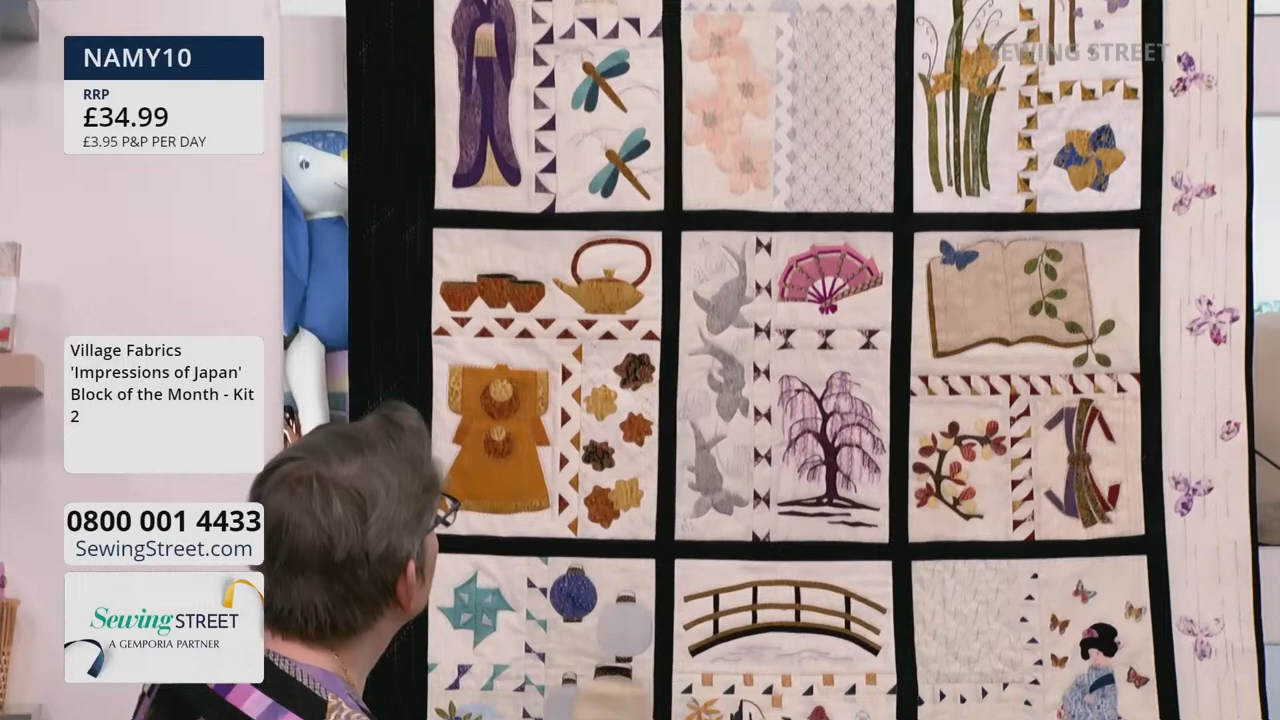 NAMY10
RRP
£34.99
£3.95 P&P PER DAY
Village Fabrics
'Impressions of Japan'
Block of the Month - Kit
2
0800 001 4433
SewingStreet.com
Sewing STREET
A GEMPORIA PARTNER
SEWING STREET